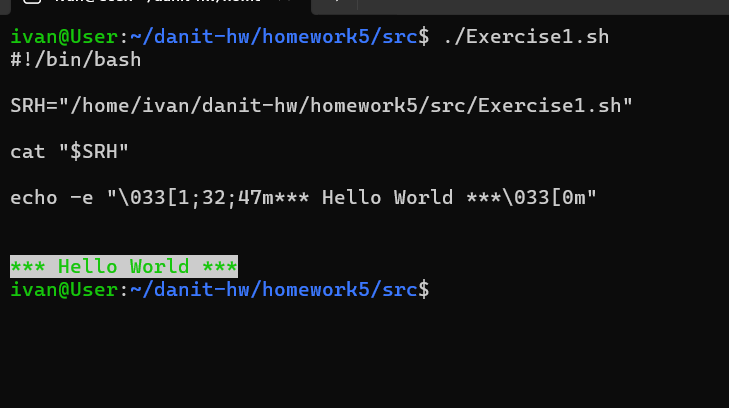 ivan@User:~/danit-hw/homework5/src$ ./Exercise1.sh
#!/bin/bash
SRH="/home/ivan/danit-hw/homework5/src/Exercise1.sh"
cat "$SRH"
echo -e "\033[1;32;47m*** Hello World ***\033[0m"
*** Hello World ***
ivan@User:~/danit-hw/homework5/src$